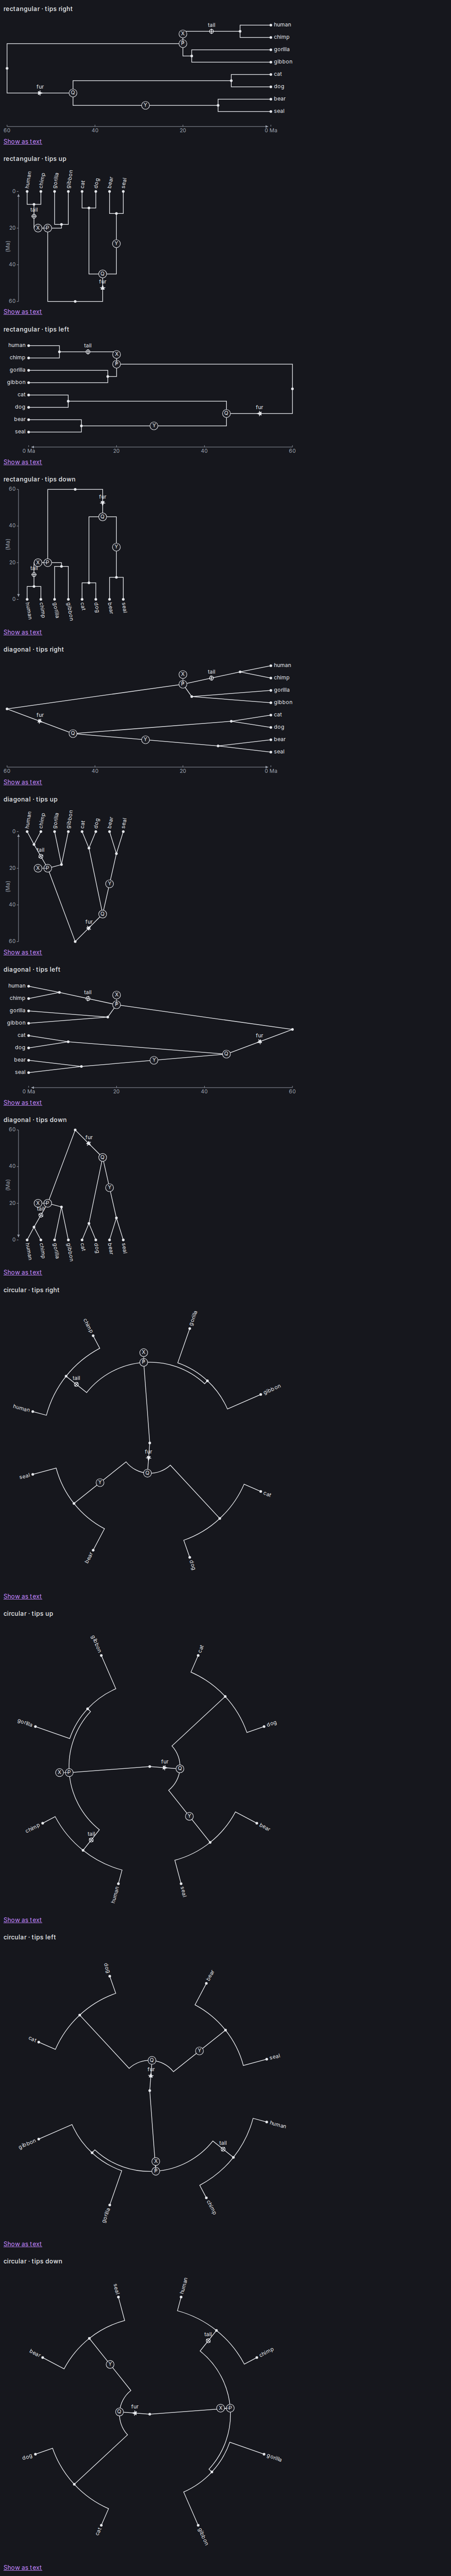 rectangular · tips right
tail
human
X
chimp
P
gorilla
gibbon
cat
fur
dog
Q
bear
Y
seal
60 40 20 0 Ma
Show as text
rectangular · tips up
human chimp gorilla gibbon cat dog bear seal
0
tail
20
X P
Y
(Ma)
40
Q
fur
60
Show as text
rectangular · tips left
human
tail
X
chimp
P
gorilla
gibbon
cat
dog
fur
Q
bear
Y
seal
0 Ma 20 40 60
Show as text
rectangular · tips down
60
fur
Q
40
(Ma)
Y
20
X P
tail
0
human chimp gorilla gibbon cat dog bear seal
Show as text
diagonal · tips right
human
tail
X
chimp
P
gorilla
gibbon
cat
fur
dog
Q
bear
Y
seal
60 40 20 0 Ma
Show as text
diagonal · tips up
human chimp gorilla gibbon cat dog bear seal
0
tail
20
X P
Y
(Ma)
40
Q
fur
60
Show as text
diagonal · tips left
human
tail
X
chimp
P
gorilla
gibbon
cat
fur
dog
Q
bear
Y
seal
0 Ma 20 40 60
Show as text
diagonal · tips down
60
fur
Q
40
(Ma)
Y
20
X P
tail
0
human chimp gorilla gibbon cat dog bear seal
Show as text
circular · tips right
gorilla
chimp
X
P
tail
gibbon
human
fur
seal
Q
Y
cat
bear
dog
Show as text
circular · tips up
gibbon
cat
gorilla
dog
fur
X P
Q
Y
chimp
bear
tail
human
seal
Show as text
circular · tips left
dog
bear
cat
Y
seal
Q
fur
human
gibbon
tail
X
P
gorilla
chimp
Show as text
circular · tips down
seal
human
tail
bear
chimp
Y
fur
Q
X P
dog
gorilla
cat
gibbon
Show as text